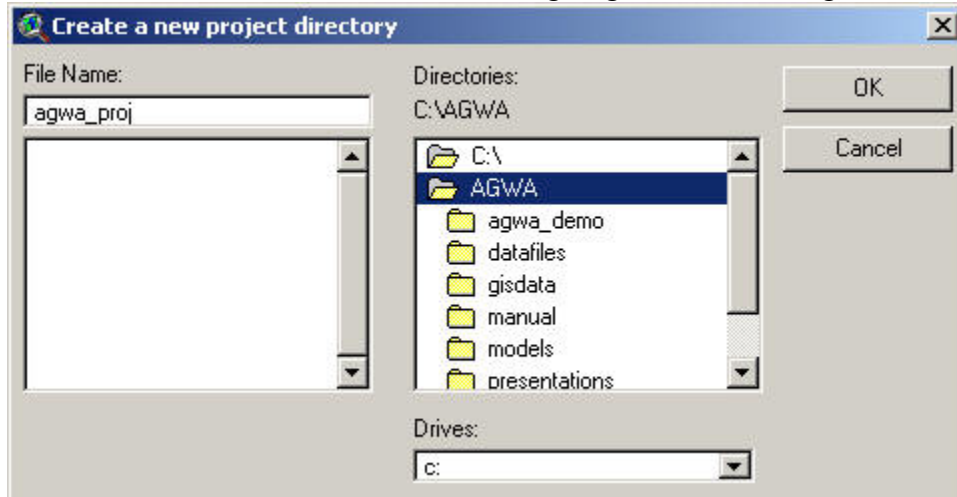 Create a new project directory
File Name:
agwa_proj
Directories:
C:\AGWA
C:\
AGWA
agwa_demo
datafiles
gisdata
manual
models
presentations
Drives:
c:
OK
Cancel